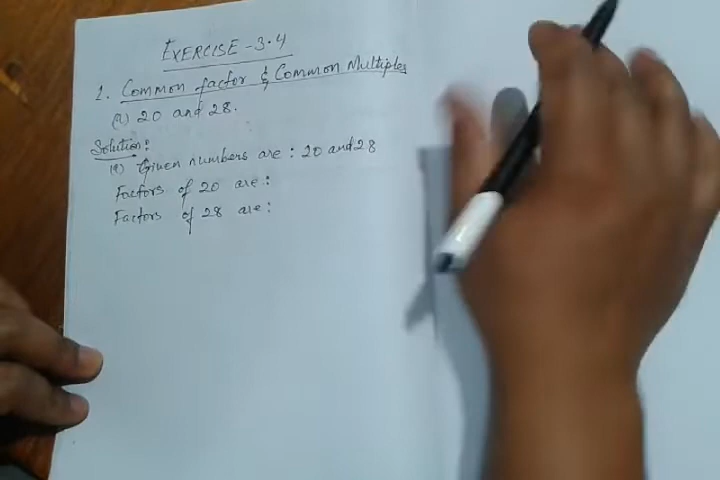 EXERCISE - 3.4
1. Common factor & Common Multiples
(a) 20 and 28.
Solution:
(a) Given numbers are : 20 and 28
Factors of 20 are :
Factors of 28 are :